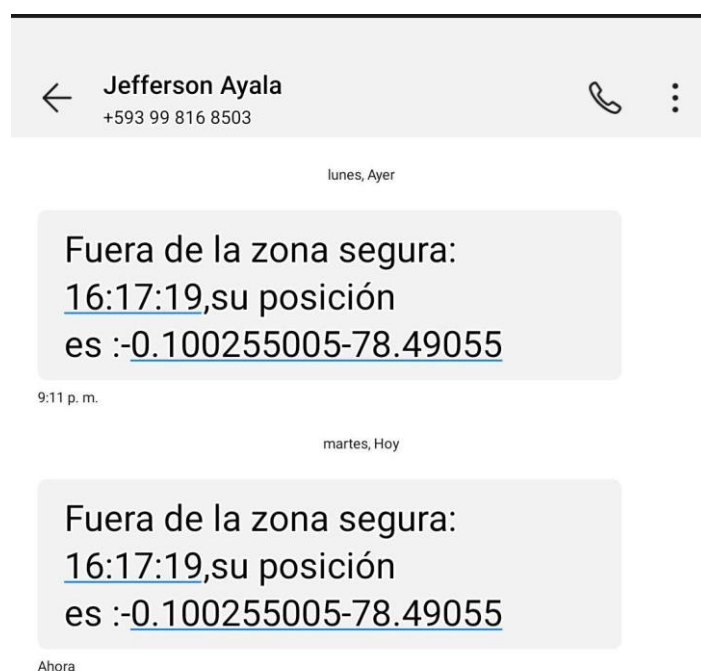 Jefferson Ayala
+593 99 816 8503
lunes, Ayer
Fuera de la zona segura:
16:17:19,su posición
es :-0.100255005-78.49055
9:11 p. m.
martes, Hoy
Fuera de la zona segura:
16:17:19,su posición
es :-0.100255005-78.49055
Ahora